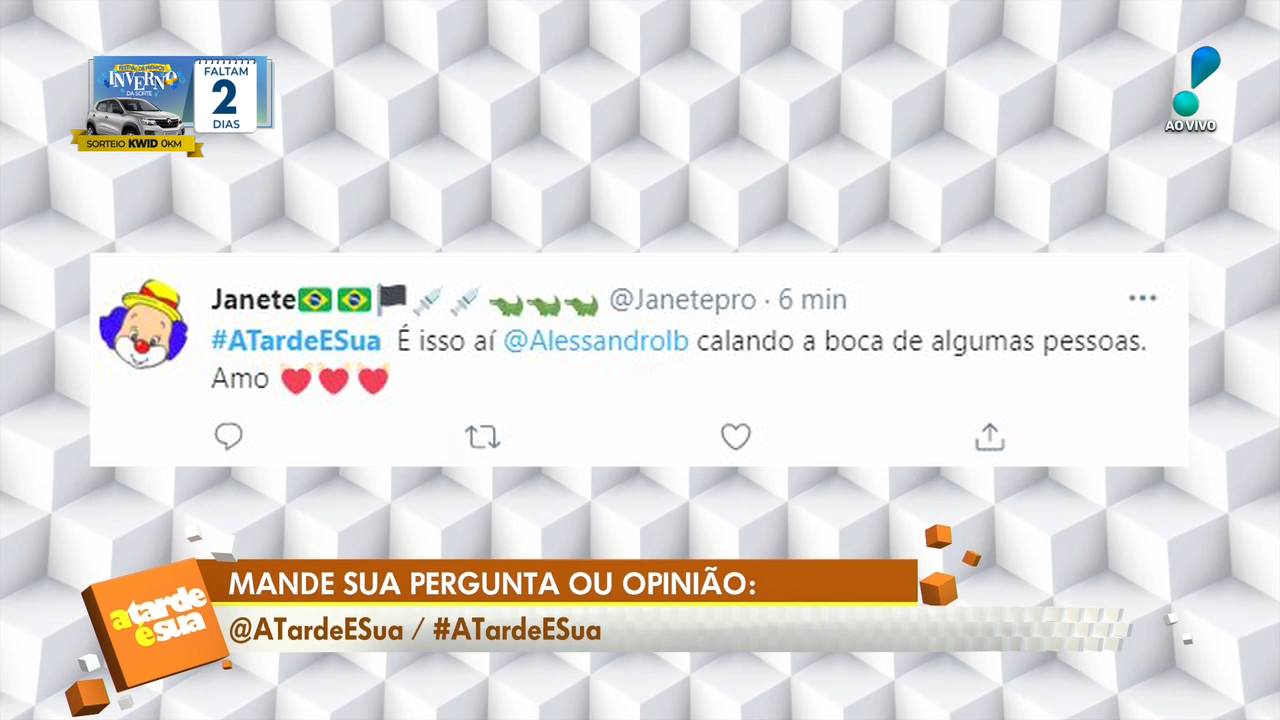 FESTIVAL DE PRÊMIOS
INVERNO
DA SORTE
FALTAM
2
DIAS
SORTEIO KWID 0KM
AO VIVO
Janete🇧🇷🇧🇷🏴💉💉🐊🐊🐊 @Janetepro · 6 min
#ATardeESua É isso aí @Alessandrolb calando a boca de algumas pessoas.
Amo ❤️❤️❤️
a tarde
é sua
MANDE SUA PERGUNTA OU OPINIÃO:
@ATardeESua / #ATardeESua